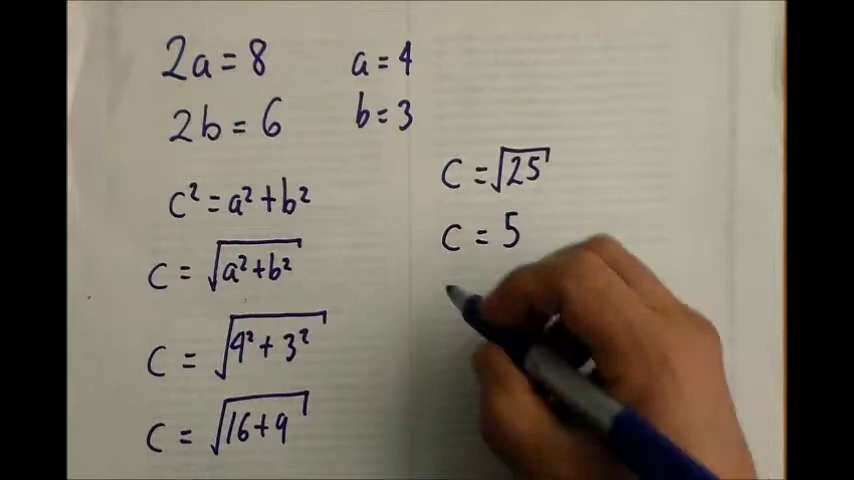 2a = 8
a = 4
2b = 6
b = 3
c² = a² + b²
c = √a² + b²
c = √4² + 3²
c = √16 + 9
c = √25
c = 5